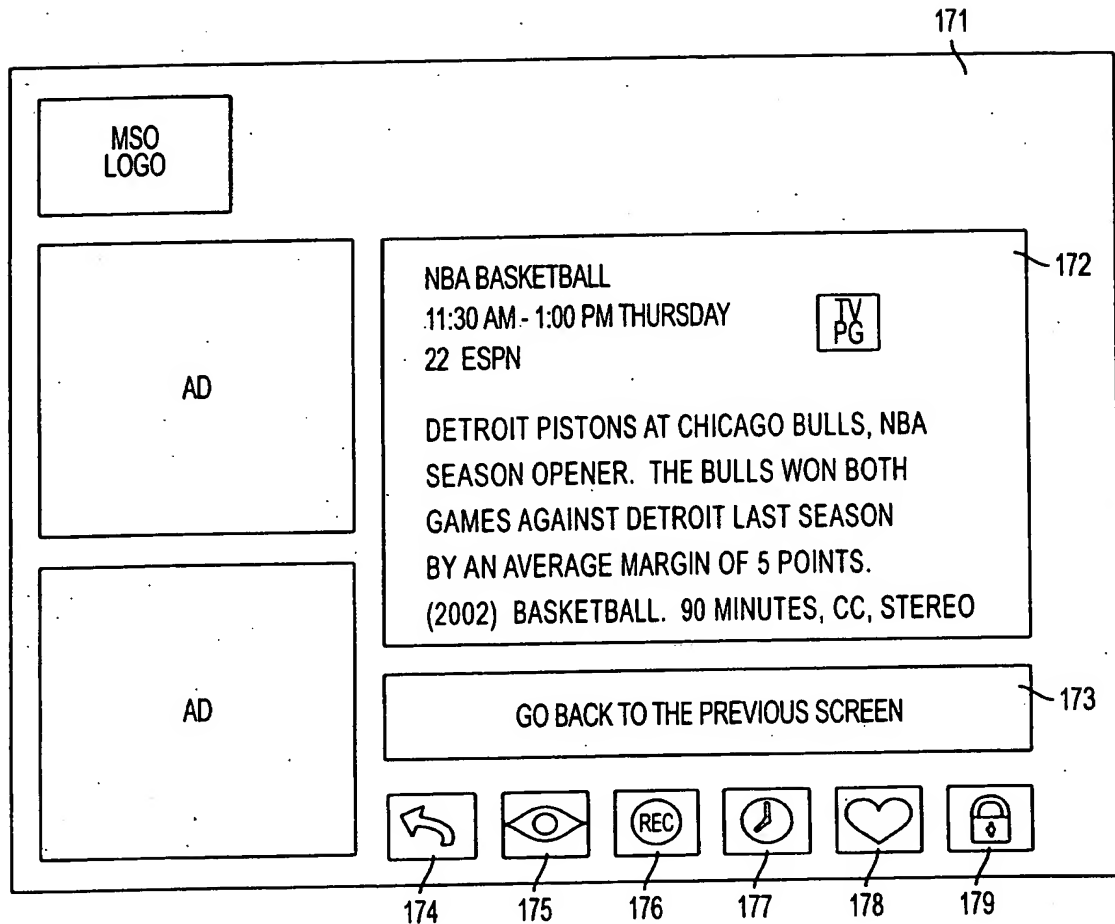 171
MSO
LOGO
AD
NBA BASKETBALL
11:30 AM - 1:00 PM THURSDAY
22 ESPN
TV
PG
172
DETROIT PISTONS AT CHICAGO BULLS, NBA
SEASON OPENER. THE BULLS WON BOTH
GAMES AGAINST DETROIT LAST SEASON
BY AN AVERAGE MARGIN OF 5 POINTS.
(2002) BASKETBALL. 90 MINUTES, CC, STEREO
AD
GO BACK TO THE PREVIOUS SCREEN
173
REC
174 175 176 177 178 179